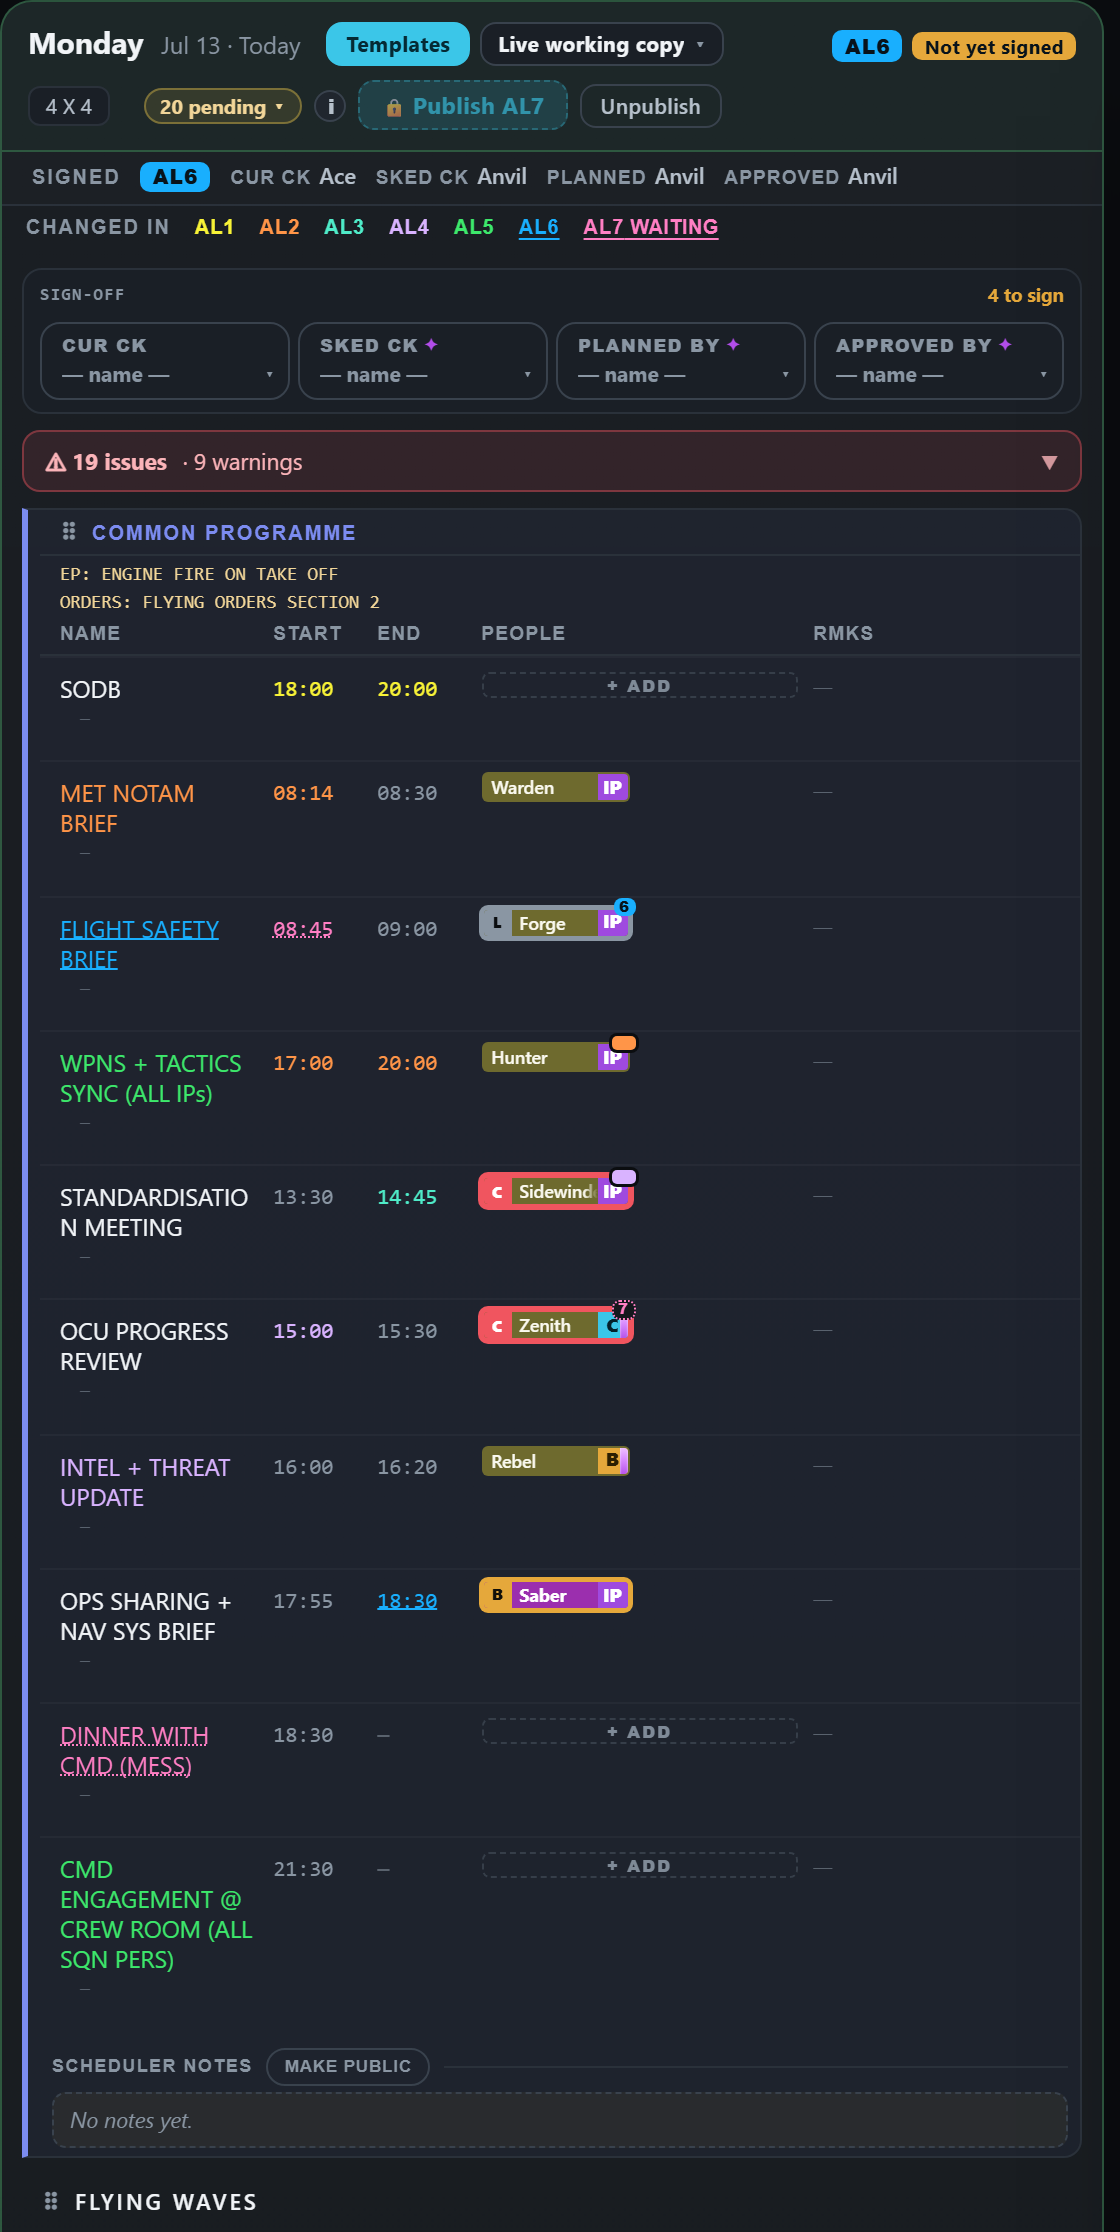 Monday Jul 13 · Today Templates Live working copy ▾ AL6 Not yet signed
4 X 4 20 pending ▾ i Publish AL7 Unpublish
SIGNED AL6 CUR CK Ace SKED CK Anvil PLANNED Anvil APPROVED Anvil
CHANGED IN AL1 AL2 AL3 AL4 AL5 AL6 AL7 WAITING
SIGN-OFF 4 to sign
CUR CK SKED CK ✦ PLANNED BY ✦ APPROVED BY ✦
— name — ▾ — name — ▾ — name — ▾ — name — ▾
⚠ 19 issues · 9 warnings ▼
COMMON PROGRAMME
EP: ENGINE FIRE ON TAKE OFF
ORDERS: FLYING ORDERS SECTION 2
NAME START END PEOPLE RMKS
SODB 18:00 20:00 + ADD —
—
MET NOTAM 08:14 08:30 Warden IP —
BRIEF
—
FLIGHT SAFETY 08:45 09:00 L Forge IP 6 —
BRIEF
—
WPNS + TACTICS 17:00 20:00 Hunter IP —
SYNC (ALL IPs)
—
STANDARDISATIO 13:30 14:45 C Sidewind IP —
N MEETING
—
OCU PROGRESS 15:00 15:30 C Zenith C 7 —
REVIEW
—
INTEL + THREAT 16:00 16:20 Rebel B —
UPDATE
—
OPS SHARING + 17:55 18:30 B Saber IP —
NAV SYS BRIEF
—
DINNER WITH 18:30 — + ADD —
CMD (MESS)
—
CMD 21:30 — + ADD —
ENGAGEMENT @
CREW ROOM (ALL
SQN PERS)
—
SCHEDULER NOTES MAKE PUBLIC
No notes yet.
FLYING WAVES